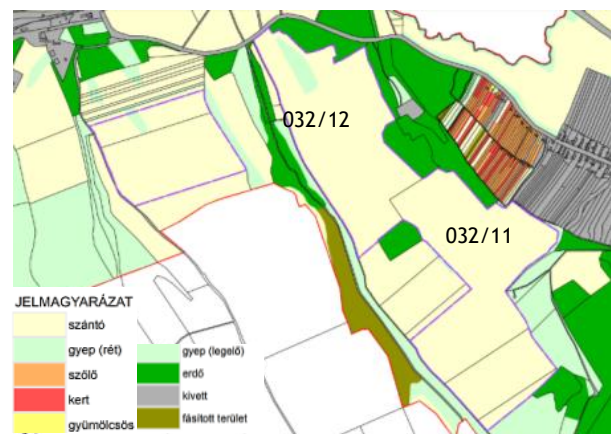 032/12
032/11
JELMAGYARÁZAT
szántó
gyep (rét)
szőlő
kert
gyümölcsös
gyep (legelő)
erdő
kivett
fásított terület